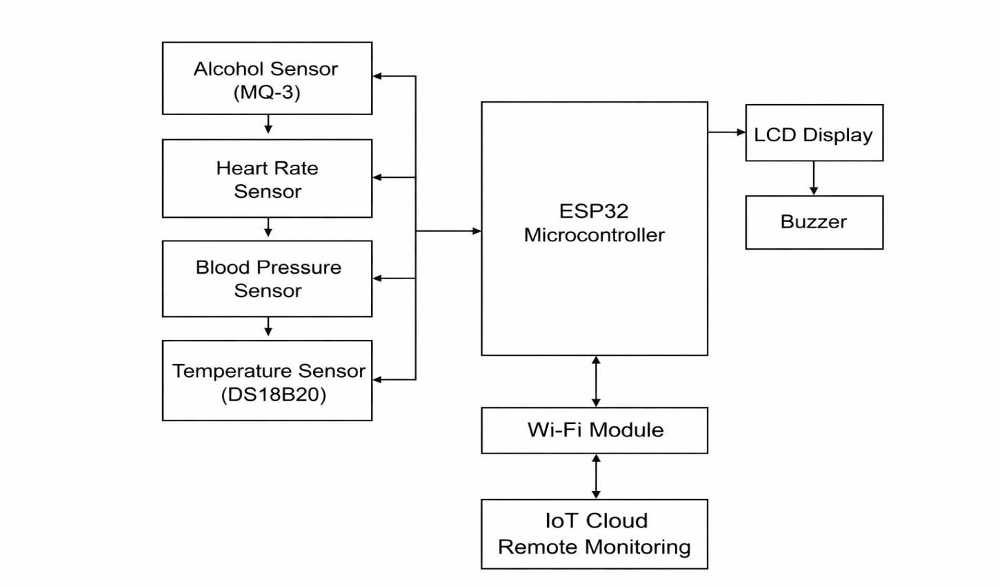 Alcohol Sensor
(MQ-3)
Heart Rate
Sensor
Blood Pressure
Sensor
Temperature Sensor
(DS18B20)
ESP32
Microcontroller
LCD Display
Buzzer
Wi-Fi Module
IoT Cloud
Remote Monitoring